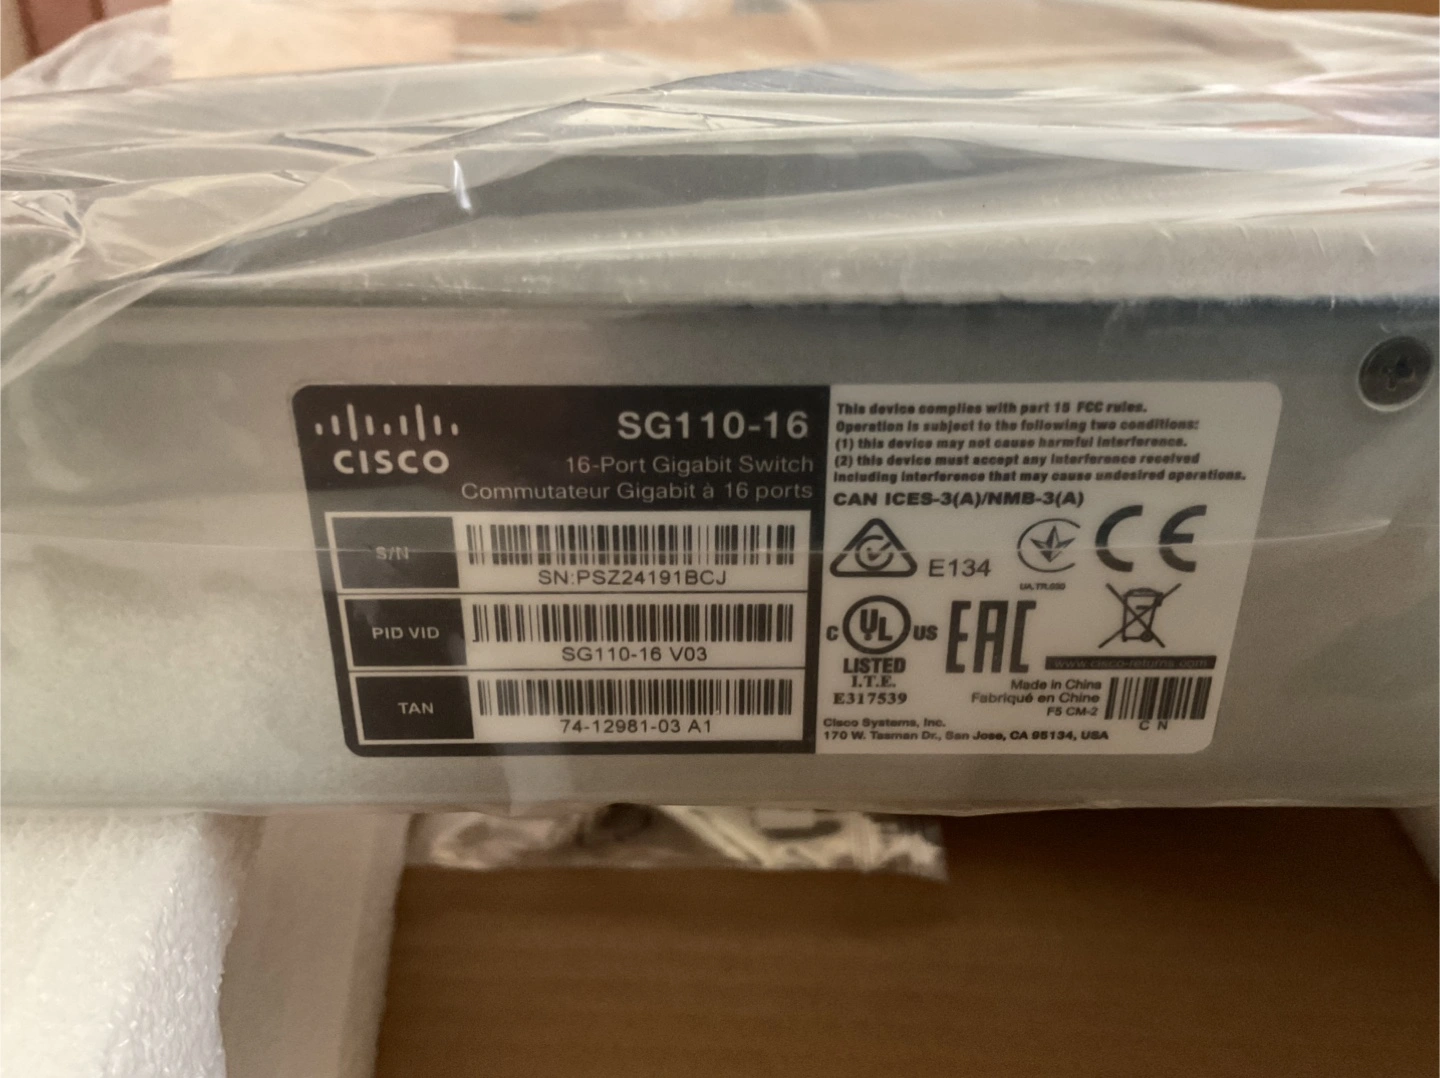 CISCO
SG110-16
16-Port Gigabit Switch
Commutateur Gigabit à 16 ports
S/N
SN:PSZ24191BCJ
PID VID
SG110-16 V03
TAN
74-12981-03 A1
This device complies with part 15 FCC rules.
Operation is subject to the following two conditions:
(1) this device may not cause harmful interference.
(2) this device must accept any interference received
including interference that may cause undesired operations.
CAN ICES-3(A)/NMB-3(A)
E134
UA.TR.
CE
C UL US
LISTED
I.T.E.
E317539
EAC
www.cisco-returns.com
Made in China
Fabriqué en Chine
F5 CM-2
C N
Cisco Systems, Inc.
170 W. Tasman Dr., San Jose, CA 95134, USA